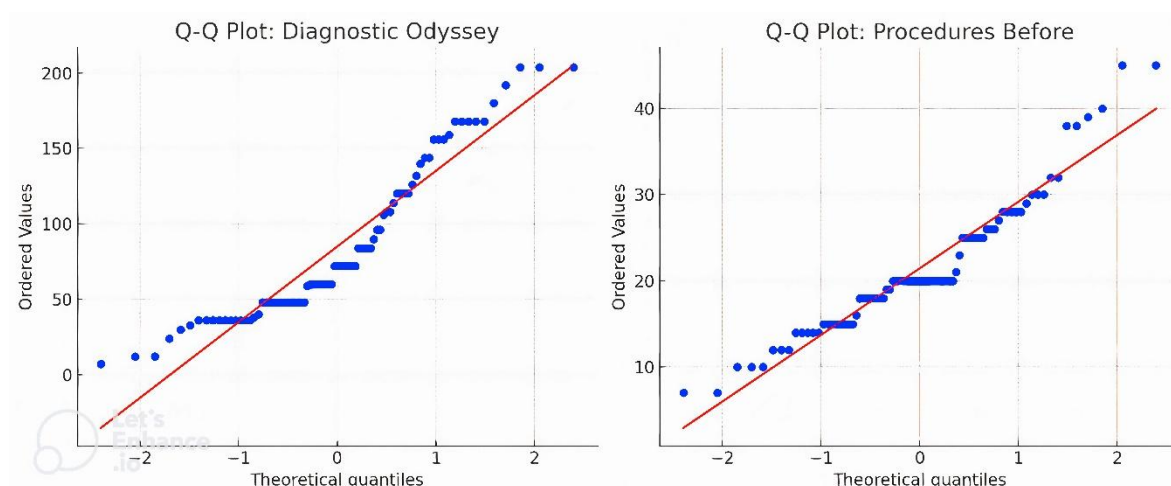 Q-Q Plot: Diagnostic Odyssey
200
150
100
50
0
Ordered Values
−2
−1
0
1
2
Theoretical quantiles
Let's
Enhance
.io
Q-Q Plot: Procedures Before
40
30
20
10
Ordered Values
−2
−1
0
1
2
Theoretical quantiles